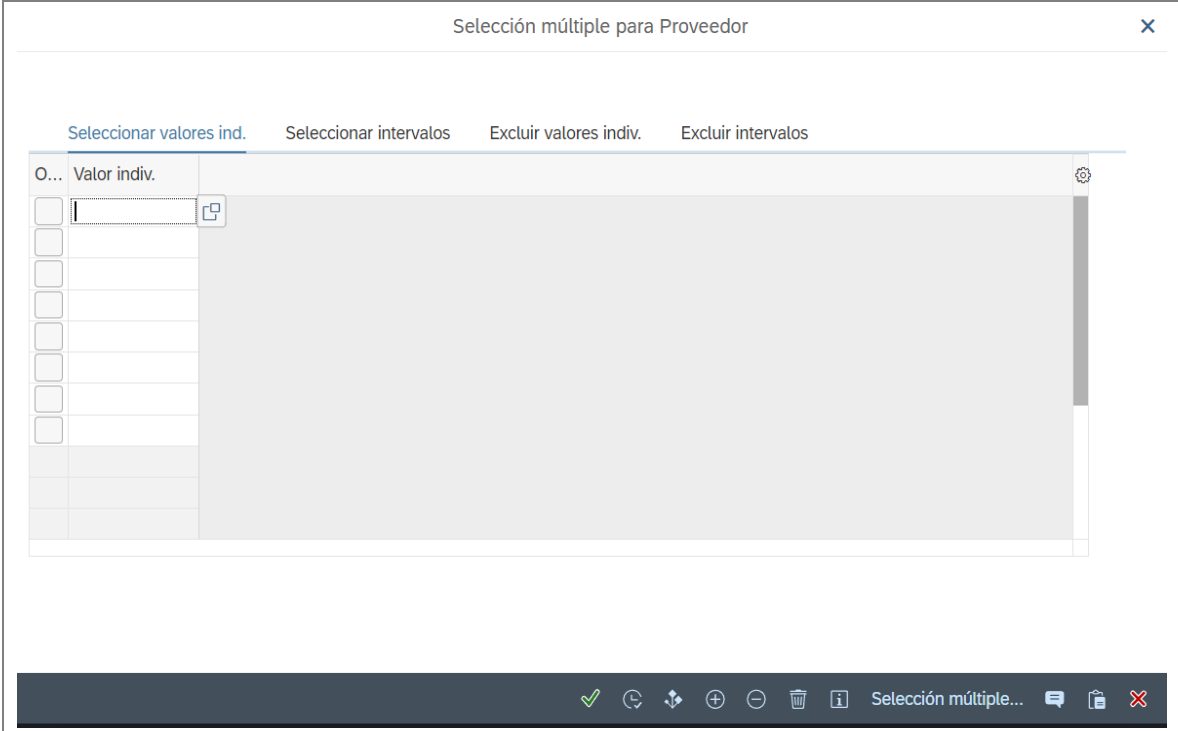 Selección múltiple para Proveedor
Seleccionar valores ind. Seleccionar intervalos Excluir valores indiv. Excluir intervalos
O... Valor indiv.
Selección múltiple...